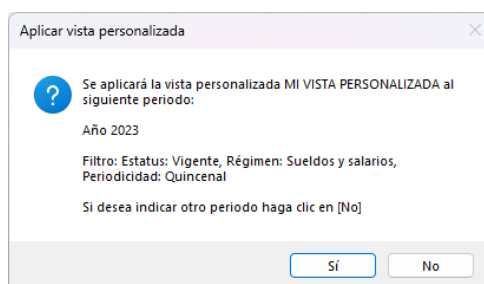 Aplicar vista personalizada
Se aplicará la vista personalizada MI VISTA PERSONALIZADA al
siguiente periodo:
Año 2023
Filtro: Estatus: Vigente, Régimen: Sueldos y salarios,
Periodicidad: Quincenal
Si desea indicar otro periodo haga clic en [No]
Sí No